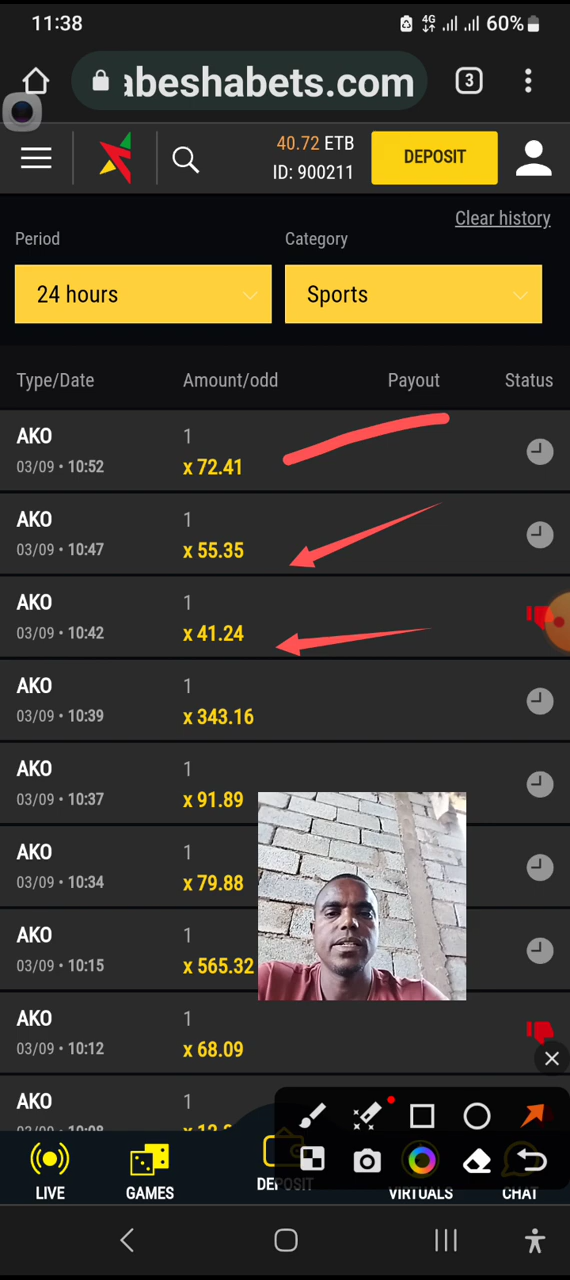 11:38
4G
60%
abeshabets.com
3
40.72 ETB
ID: 900211
DEPOSIT
Clear history
Period
Category
24 hours
Sports
Type/Date
Amount/odd
Payout
Status
AKO
1
03/09 • 10:52
x 72.41
AKO
1
03/09 • 10:47
x 55.35
AKO
1
03/09 • 10:42
x 41.24
AKO
1
03/09 • 10:39
x 343.16
AKO
1
03/09 • 10:37
x 91.89
AKO
1
03/09 • 10:34
x 79.88
AKO
1
03/09 • 10:15
x 565.32
AKO
1
03/09 • 10:12
x 68.09
AKO
1
LIVE
GAMES
DEPOSIT
VIRTUALS
CHAT